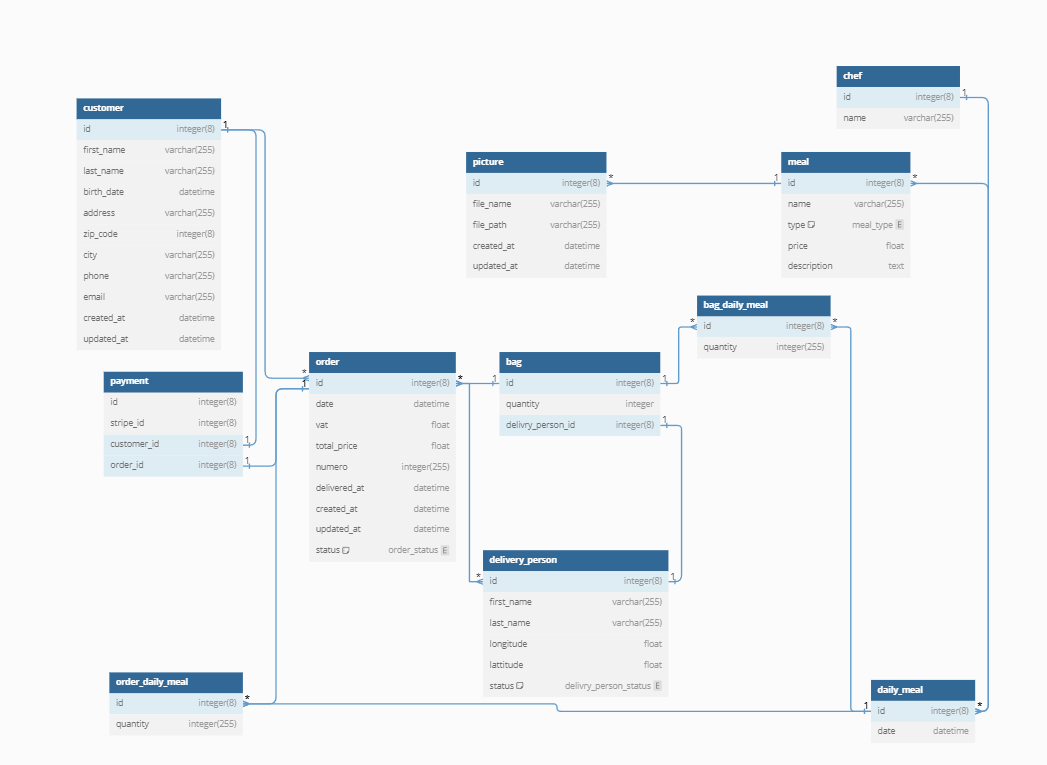 chef
id integer(8)
name varchar(255)
customer
id integer(8)
first_name varchar(255)
last_name varchar(255)
birth_date datetime
address varchar(255)
zip_code integer(8)
city varchar(255)
phone varchar(255)
email varchar(255)
created_at datetime
updated_at datetime
picture
id integer(8)
file_name varchar(255)
file_path varchar(255)
created_at datetime
updated_at datetime
meal
id integer(8)
name varchar(255)
type meal_type E
price float
description text
bag_daily_meal
id integer(8)
quantity integer(255)
order
id integer(8)
date datetime
vat float
total_price float
numero integer(255)
delivered_at datetime
created_at datetime
updated_at datetime
status order_status E
bag
id integer(8)
quantity integer
delivry_person_id integer(8)
payment
id integer(8)
stripe_id integer(8)
customer_id integer(8)
order_id integer(8)
delivery_person
id integer(8)
first_name varchar(255)
last_name varchar(255)
longitude float
lattitude float
status delivry_person_status E
order_daily_meal
id integer(8)
quantity integer(255)
daily_meal
id integer(8)
date datetime
1
1
*
1
*
*
*
*
1
*
1
1
1
1
1
*
1
*
1
*